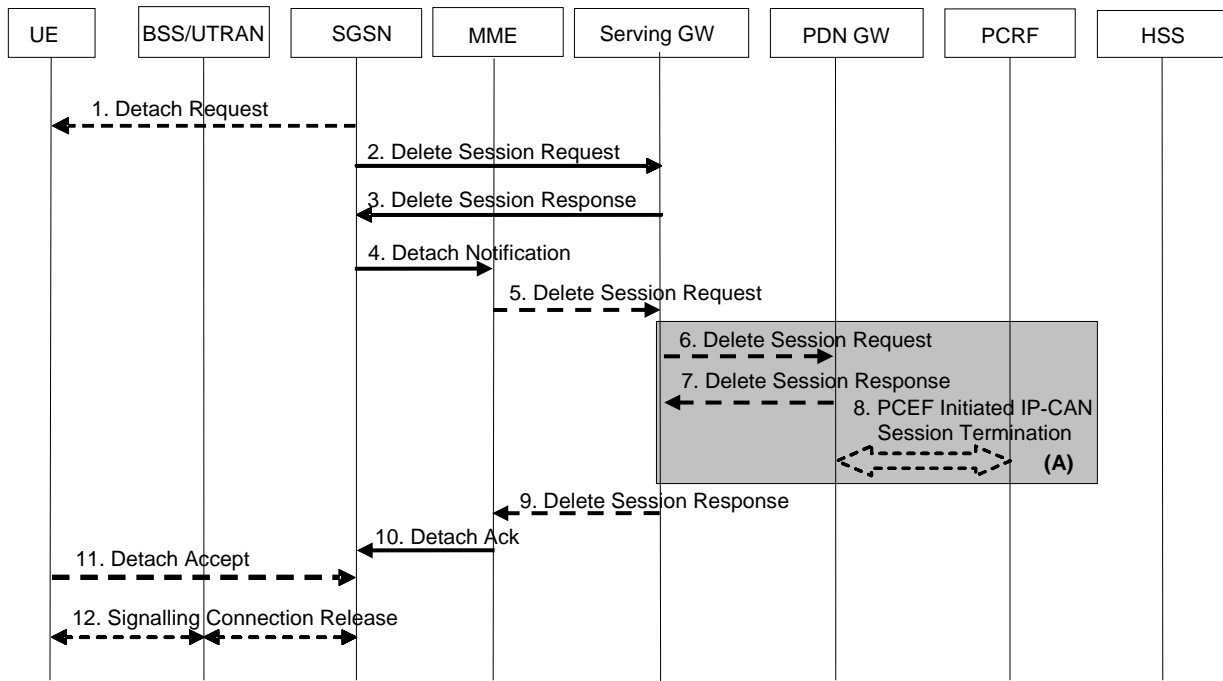 UE
BSS/UTRAN
SGSN
MME
Serving GW
PDN GW
PCRF
HSS
1. Detach Request
2. Delete Session Request
3. Delete Session Response
4. Detach Notification
5. Delete Session Request
6. Delete Session Request
7. Delete Session Response
8. PCEF Initiated IP-CAN
Session Termination
(A)
9. Delete Session Response
10. Detach Ack
11. Detach Accept
12. Signalling Connection Release